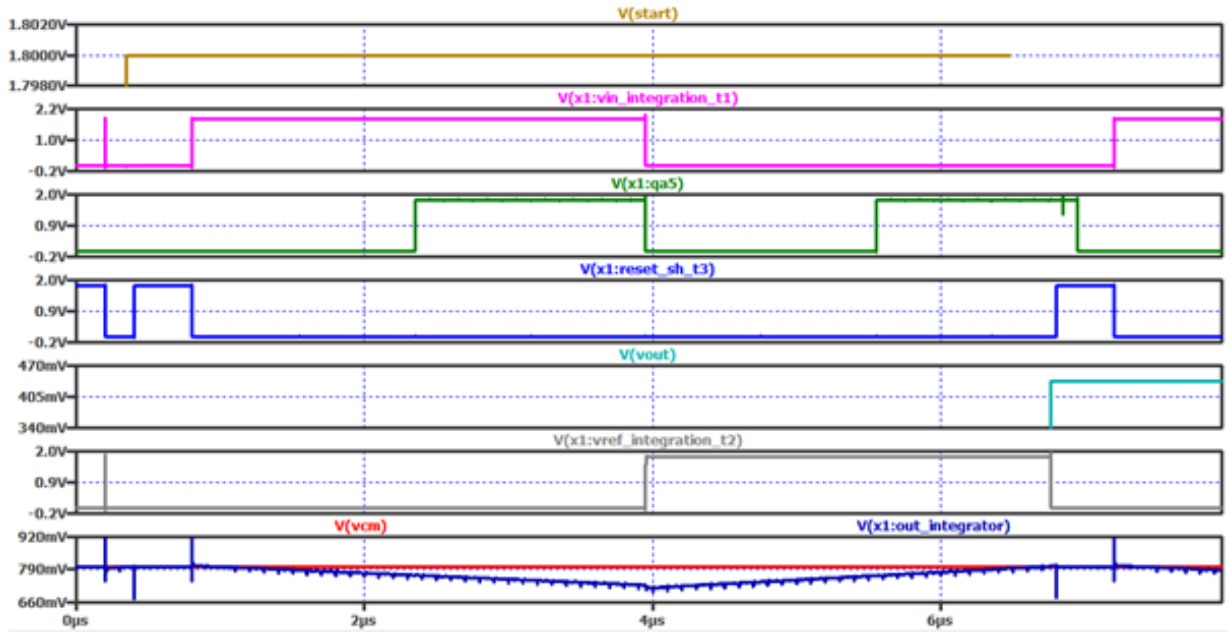 V(start)
1.8020V
1.8000V
1.7980V
V(x1:vin_integration_t1)
2.2V
1.0V
-0.2V
V(x1:qa5)
2.0V
0.9V
-0.2V
V(x1:reset_sh_t3)
2.0V
0.9V
-0.2V
V(vout)
470mV
405mV
340mV
V(x1:vref_integration_t2)
2.0V
0.9V
-0.2V
V(vcm) V(x1:out_integrator)
920mV
790mV
660mV
0µs 2µs 4µs 6µs